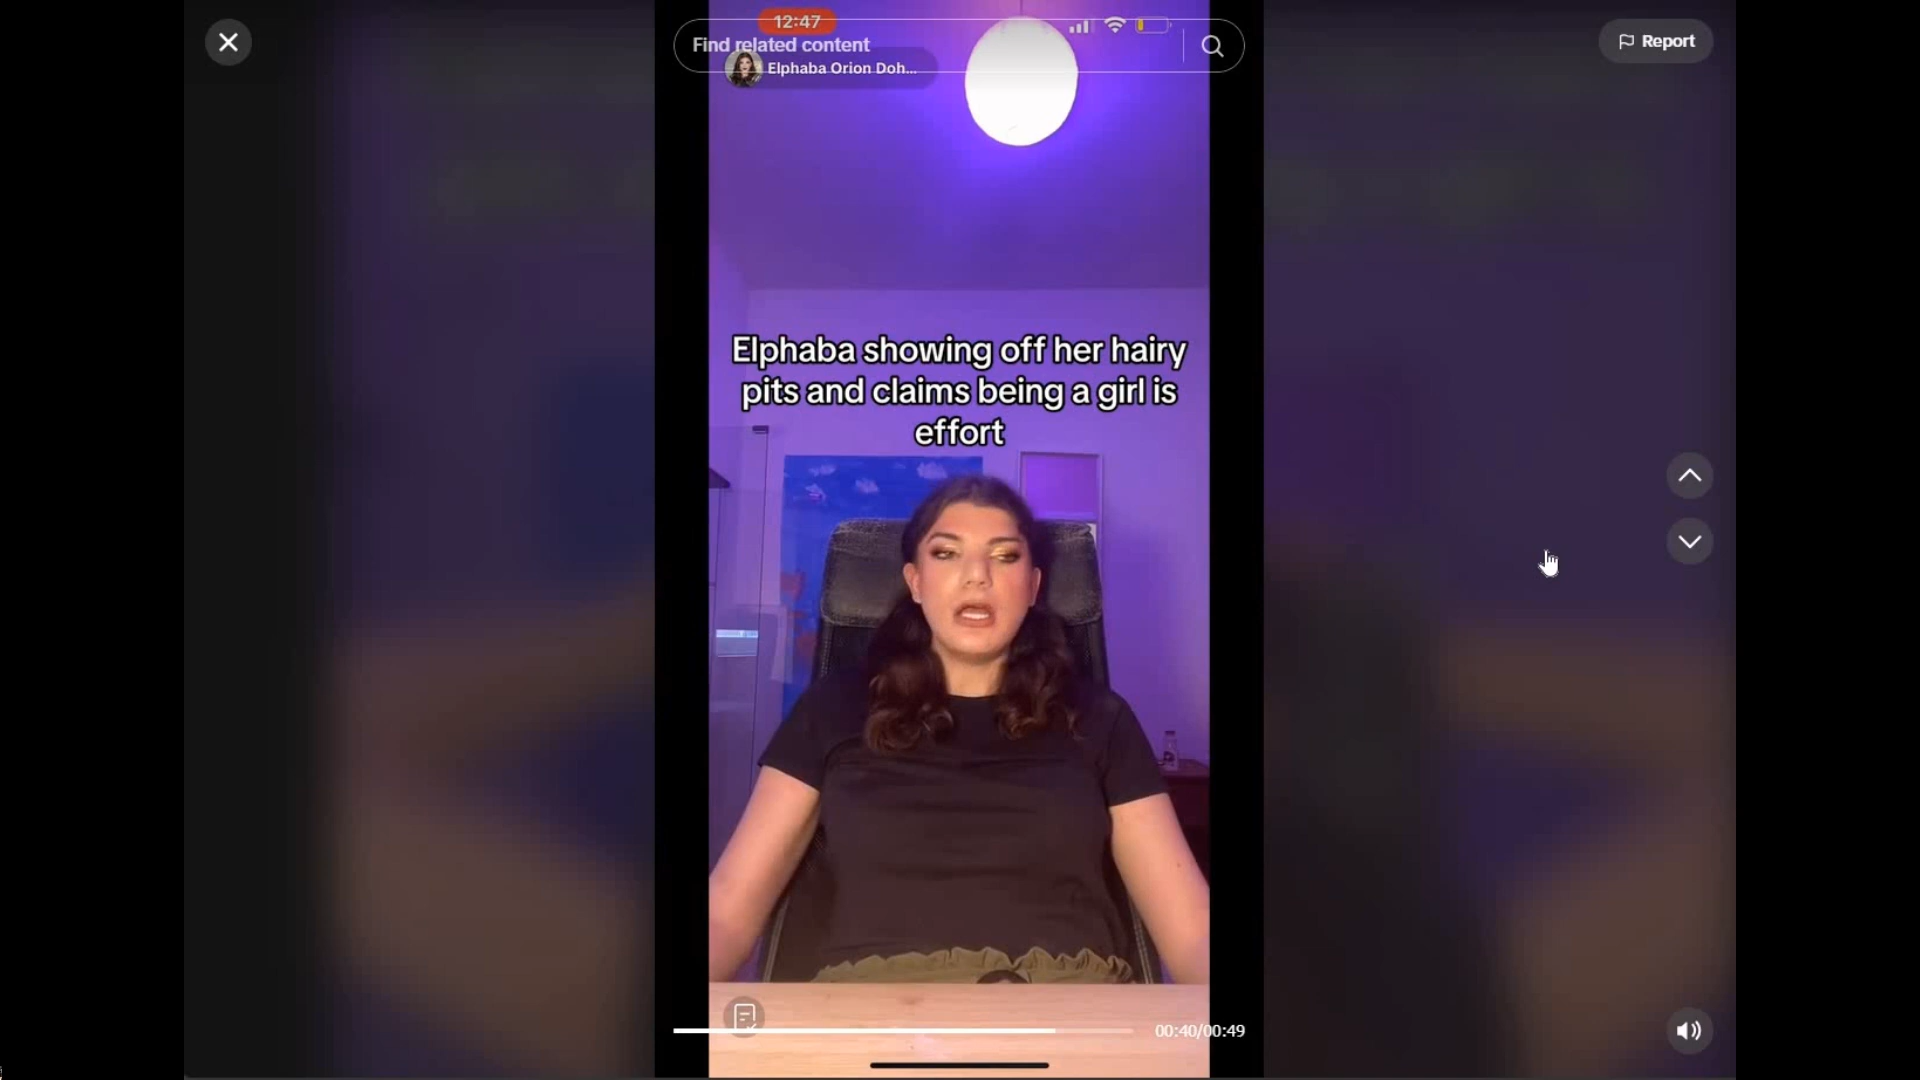 12:47
Find related content
Report
Elphaba Orion Doh...
Elphaba showing off her hairy
pits and claims being a girl is
effort
00:40/00:49